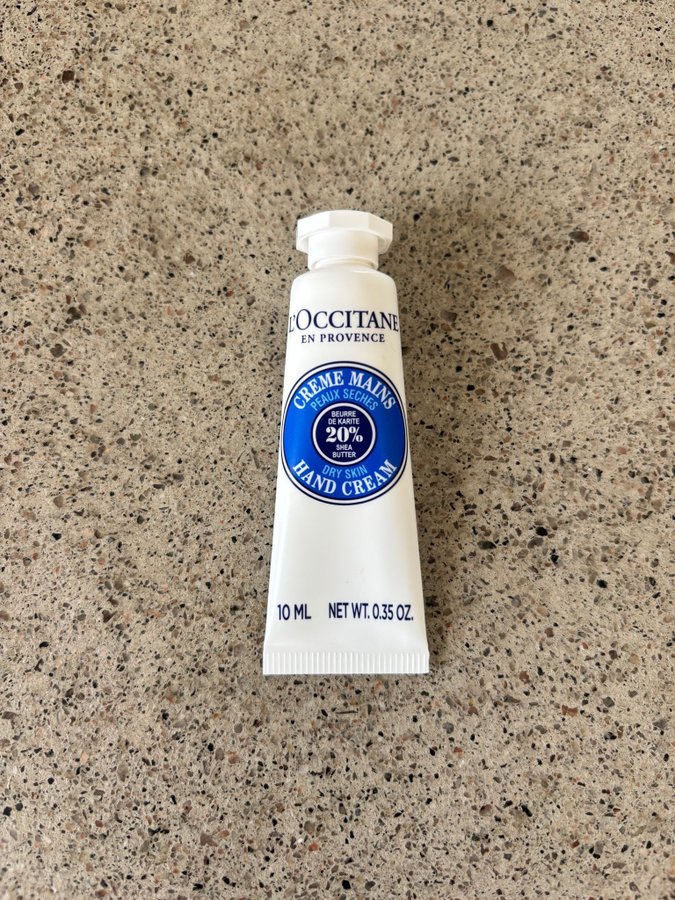 L'OCCITANE
EN PROVENCE
CREME MAINS
PEAUX SECHES
BEURRE
DE KARITE
20%
SHEA
BUTTER
DRY SKIN
HAND CREAM
10 ML NET WT. 0.35 OZ.